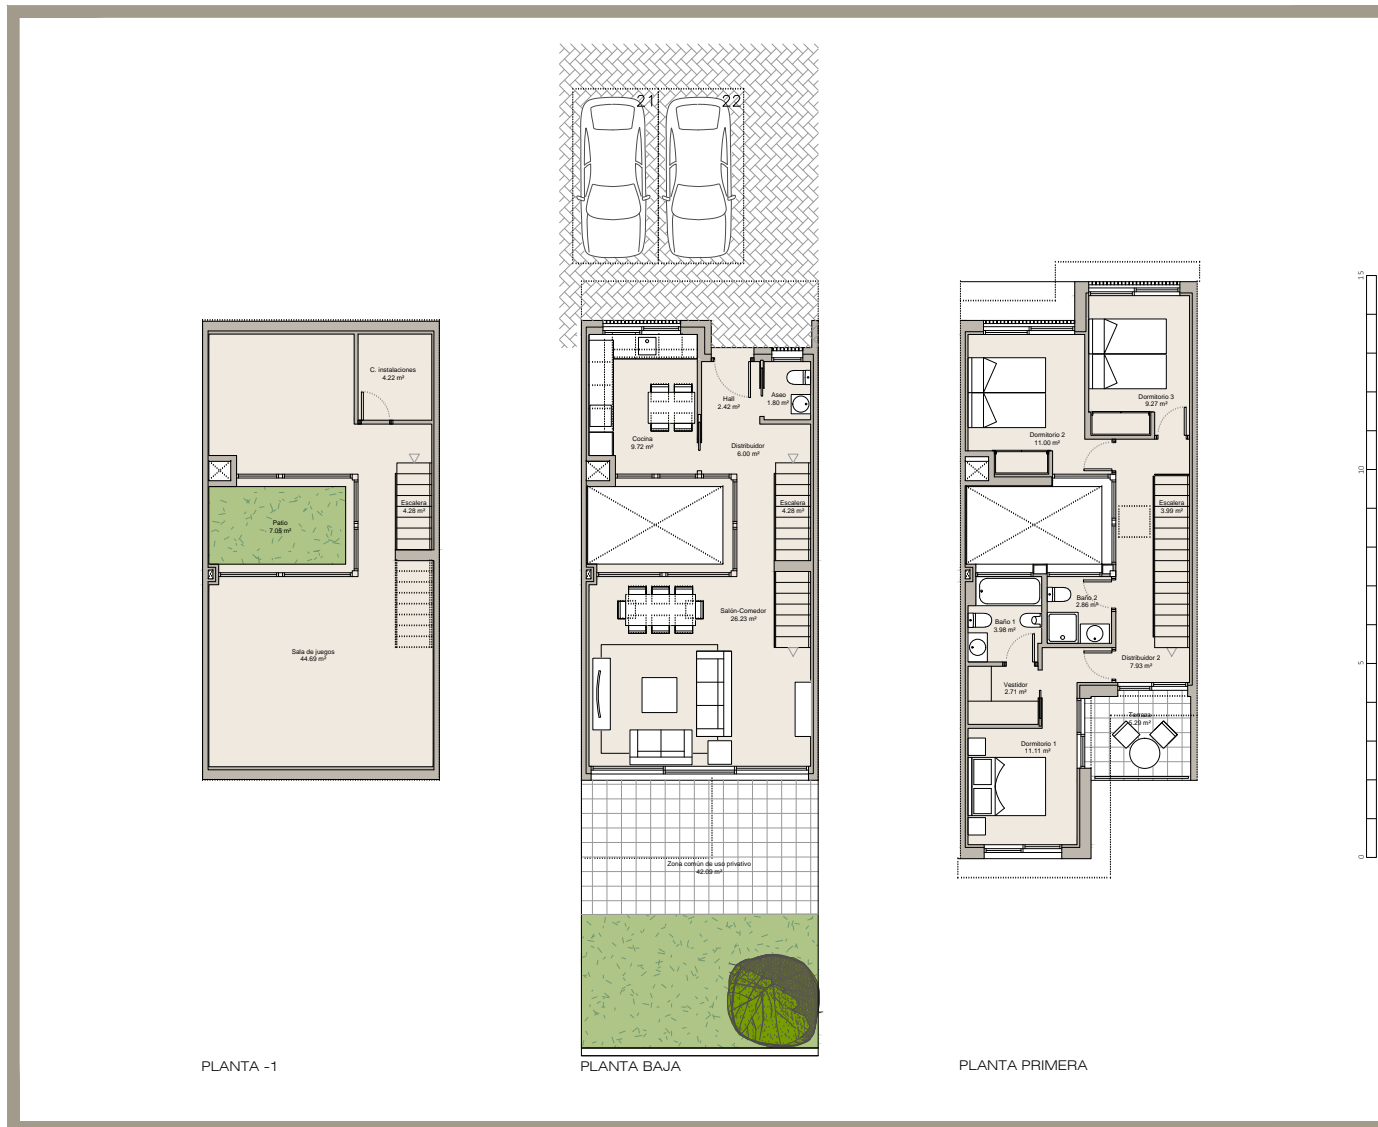 21
22
C. instalaciones
4.22 m²
Escalera
4.28 m²
Patio
7.05 m²
Sala de juegos
44.69 m²
PLANTA -1
Hall
2.42 m²
Aseo
1.80 m²
Cocina
9.72 m²
Distribuidor
6.00 m²
Escalera
4.28 m²
Salón-Comedor
26.23 m²
Zona común de uso privativo
42.09 m²
PLANTA BAJA
Dormitorio 3
9.27 m²
Dormitorio 2
11.00 m²
Escalera
3.99 m²
Baño 2
2.86 m²
Baño 1
3.98 m²
Distribuidor 2
7.93 m²
Vestidor
2.71 m²
Terraza
5.29 m²
Dormitorio 1
11.11 m²
PLANTA PRIMERA
15
10
5
0